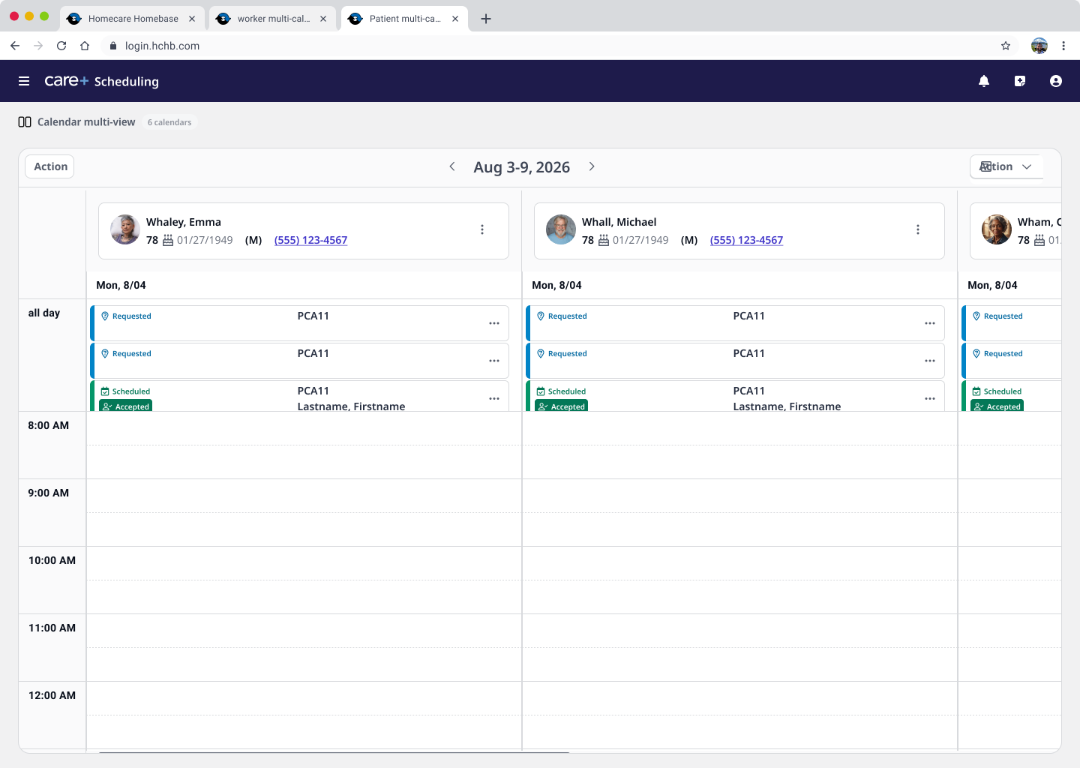 Homecare Homebase
worker multi-cal...
Patient multi-ca...
login.hchb.com
care+ Scheduling
Calendar multi-view 6 calendars
Action
Aug 3-9, 2026
Action
Whaley, Emma
78 01/27/1949 (M) (555) 123-4567
Whall, Michael
78 01/27/1949 (M) (555) 123-4567
Wham, C
78 01
Mon, 8/04
Mon, 8/04
Mon, 8/04
all day
Requested PCA11
Requested PCA11
Requested
Requested PCA11
Requested PCA11
Requested
Scheduled PCA11
Accepted Lastname, Firstname
Scheduled PCA11
Accepted Lastname, Firstname
Scheduled
Accepted
8:00 AM
9:00 AM
10:00 AM
11:00 AM
12:00 AM